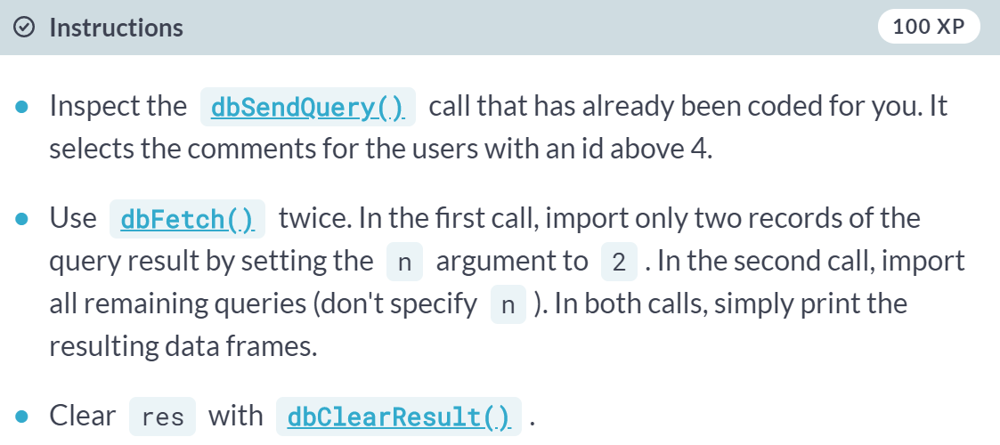 Instructions 100 XP
Inspect the dbSendQuery() call that has already been coded for you. It
selects the comments for the users with an id above 4.
Use dbFetch() twice. In the first call, import only two records of the
query result by setting the n argument to 2 . In the second call, import
all remaining queries (don't specify n ). In both calls, simply print the
resulting data frames.
Clear res with dbClearResult() .